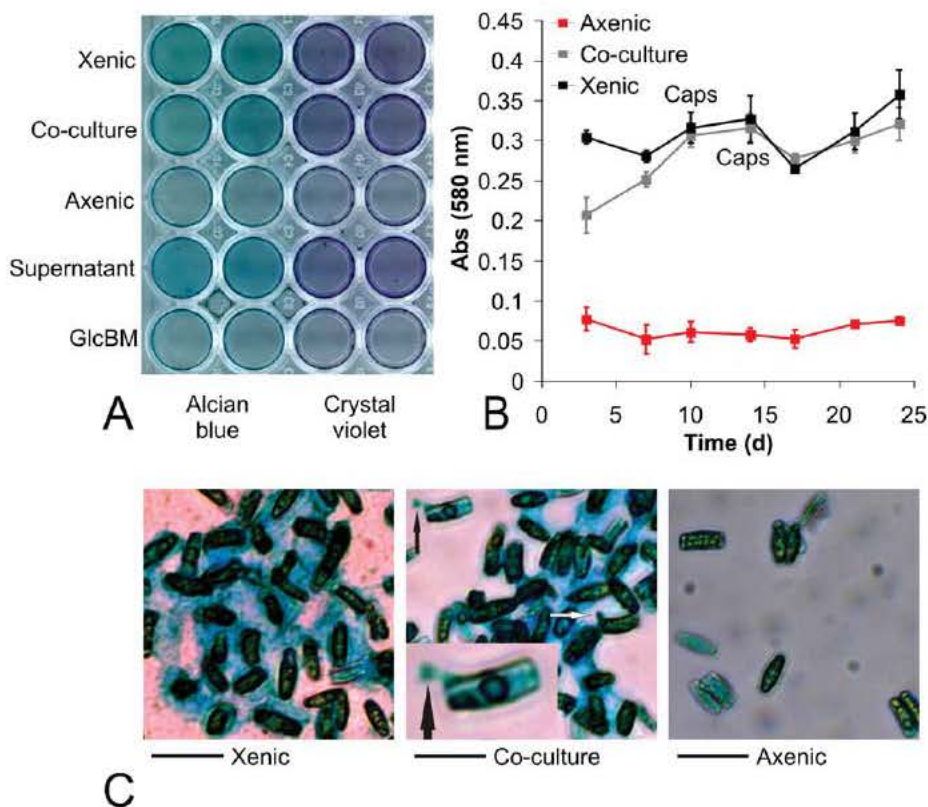 Xenic
Co-culture
Axenic
Supernatant
GlcBM
A
Alcian blue
Crystal violet
B
Axenic
Co-culture
Xenic
Caps
Caps
Abs (580 nm)
0.45
0.4
0.35
0.3
0.25
0.2
0.15
0.1
0.05
0
0
5
10
15
20
25
Time (d)
Xenic
Co-culture
Axenic
C